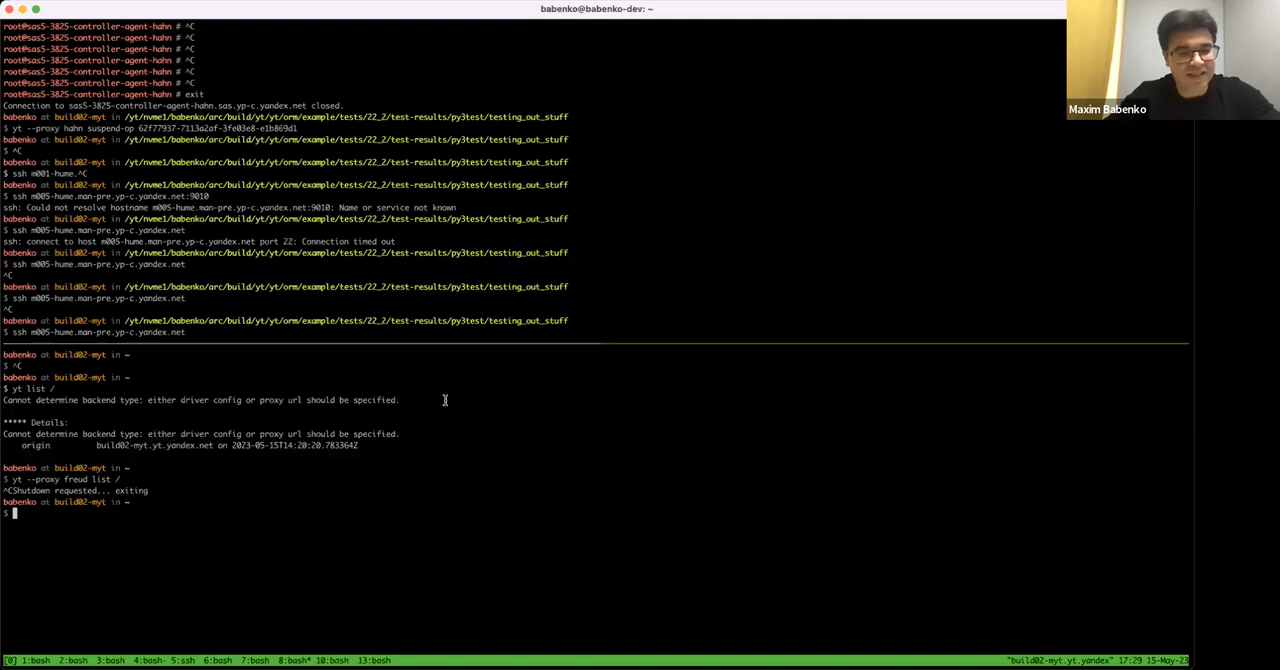 babenko@babenko-dev: ~
root@sas5-3825-controller-agent-hahn # ^C
root@sas5-3825-controller-agent-hahn # ^C
root@sas5-3825-controller-agent-hahn # ^C
root@sas5-3825-controller-agent-hahn # ^C
root@sas5-3825-controller-agent-hahn # ^C
root@sas5-3825-controller-agent-hahn # ^C
root@sas5-3825-controller-agent-hahn # exit
Connection to sas5-3825-controller-agent-hahn.sas.yp-c.yandex.net closed.
Maxim Babenko
babenko at build02-myt in /yt/nvme1/babenko/arc/build/yt/yt/orm/example/tests/22_2/test-results/py3test/testing_out_stuff
$ yt --proxy hahn suspend-op 62f77937-7113a2af-3fe03e8-e1b869d1
babenko at build02-myt in /yt/nvme1/babenko/arc/build/yt/yt/orm/example/tests/22_2/test-results/py3test/testing_out_stuff
$ ^C
babenko at build02-myt in /yt/nvme1/babenko/arc/build/yt/yt/orm/example/tests/22_2/test-results/py3test/testing_out_stuff
$ ssh m001-hume.^C
babenko at build02-myt in /yt/nvme1/babenko/arc/build/yt/yt/orm/example/tests/22_2/test-results/py3test/testing_out_stuff
$ ssh m005-hume.man-pre.yp-c.yandex.net:9010
ssh: Could not resolve hostname m005-hume.man-pre.yp-c.yandex.net:9010: Name or service not known
babenko at build02-myt in /yt/nvme1/babenko/arc/build/yt/yt/orm/example/tests/22_2/test-results/py3test/testing_out_stuff
$ ssh m005-hume.man-pre.yp-c.yandex.net
ssh: connect to host m005-hume.man-pre.yp-c.yandex.net port 22: Connection timed out
babenko at build02-myt in /yt/nvme1/babenko/arc/build/yt/yt/orm/example/tests/22_2/test-results/py3test/testing_out_stuff
$ ssh m005-hume.man-pre.yp-c.yandex.net
^C
babenko at build02-myt in /yt/nvme1/babenko/arc/build/yt/yt/orm/example/tests/22_2/test-results/py3test/testing_out_stuff
$ ssh m005-hume.man-pre.yp-c.yandex.net
^C
babenko at build02-myt in /yt/nvme1/babenko/arc/build/yt/yt/orm/example/tests/22_2/test-results/py3test/testing_out_stuff
$ ssh m005-hume.man-pre.yp-c.yandex.net
babenko at build02-myt in ~
$ ^C
babenko at build02-myt in ~
$ yt list /
Cannot determine backend type: either driver config or proxy url should be specified.
***** Details:
Cannot determine backend type: either driver config or proxy url should be specified.
origin build02-myt.yt.yandex.net on 2023-05-15T14:20:20.783364Z
babenko at build02-myt in ~
$ yt --proxy freud list /
^CShutdown requested... exiting
babenko at build02-myt in ~
$
[0] 1:bash 2:bash 3:bash 4:bash- 5:ssh 6:bash 7:bash 8:bash* 10:bash 13:bash "build02-myt.yt.yandex" 17:29 15-May-23